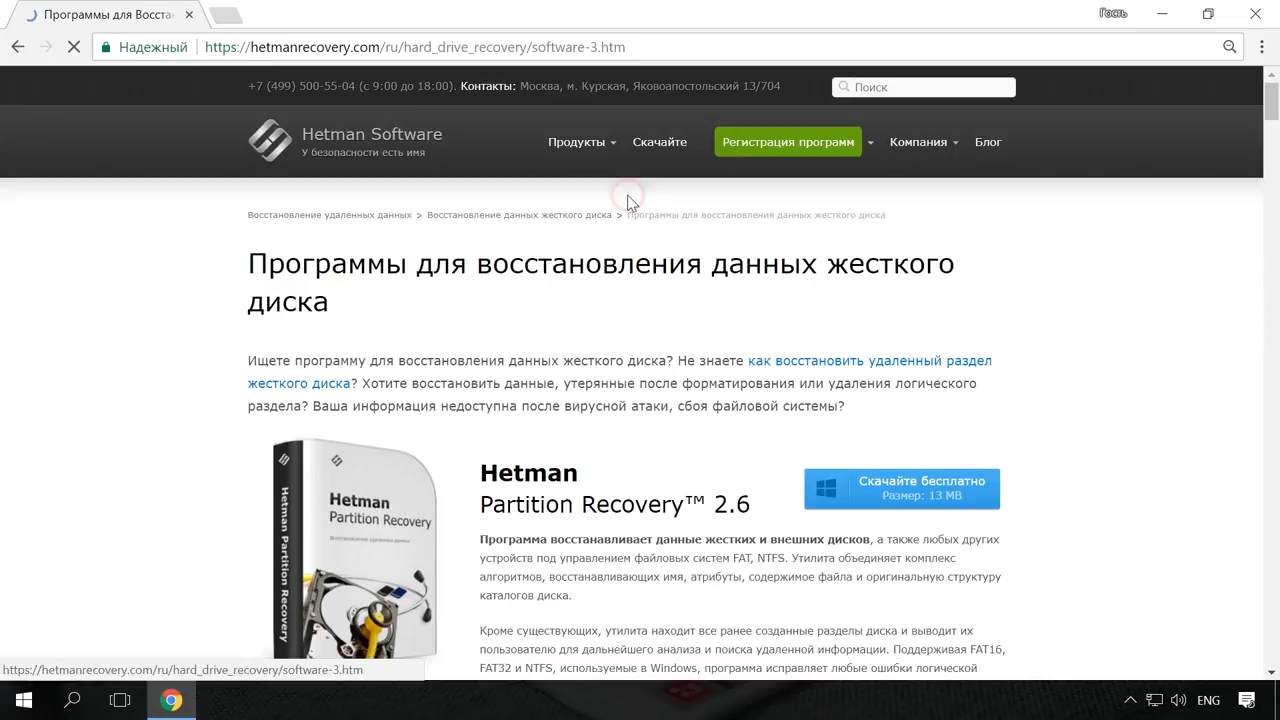 Программы для Восста
Гость
Надежный
https://hetmanrecovery.com/ru/hard_drive_recovery/software-3.htm
+7 (499) 500-55-04 (с 9:00 до 18:00). Контакты: Москва, м. Курская, Яковоапостольский 13/704
Поиск
Hetman Software
У безопасности есть имя
Продукты
Скачайте
Регистрация программ
Компания
Блог
Восстановление удаленных данных > Восстановление данных жесткого диска > Программы для восстановления данных жесткого диска
Программы для восстановления данных жесткого
диска
Ищете программу для восстановления данных жесткого диска? Не знаете как восстановить удаленный раздел
жесткого диска? Хотите восстановить данные, утерянные после форматирования или удаления логического
раздела? Ваша информация недоступна после вирусной атаки, сбоя файловой системы?
Hetman
Partition Recovery
Восстановление удаленных данных
Hetman Partition Recovery
Hetman
Partition Recovery™ 2.6
Скачайте бесплатно
Размер: 13 MB
Программа восстанавливает данные жестких и внешних дисков, а также любых других
устройств под управлением файловых систем FAT, NTFS. Утилита объединяет комплекс
алгоритмов, восстанавливающих имя, атрибуты, содержимое файла и оригинальную структуру
каталогов диска.
Кроме существующих, утилита находит все ранее созданные разделы диска и выводит их
пользователю для дальнейшего анализа и поиска удаленной информации. Поддерживая FAT16,
FAT32 и NTFS, используемые в Windows, программа исправляет любые ошибки логической
https://hetmanrecovery.com/ru/hard_drive_recovery/software-3.htm
ENG